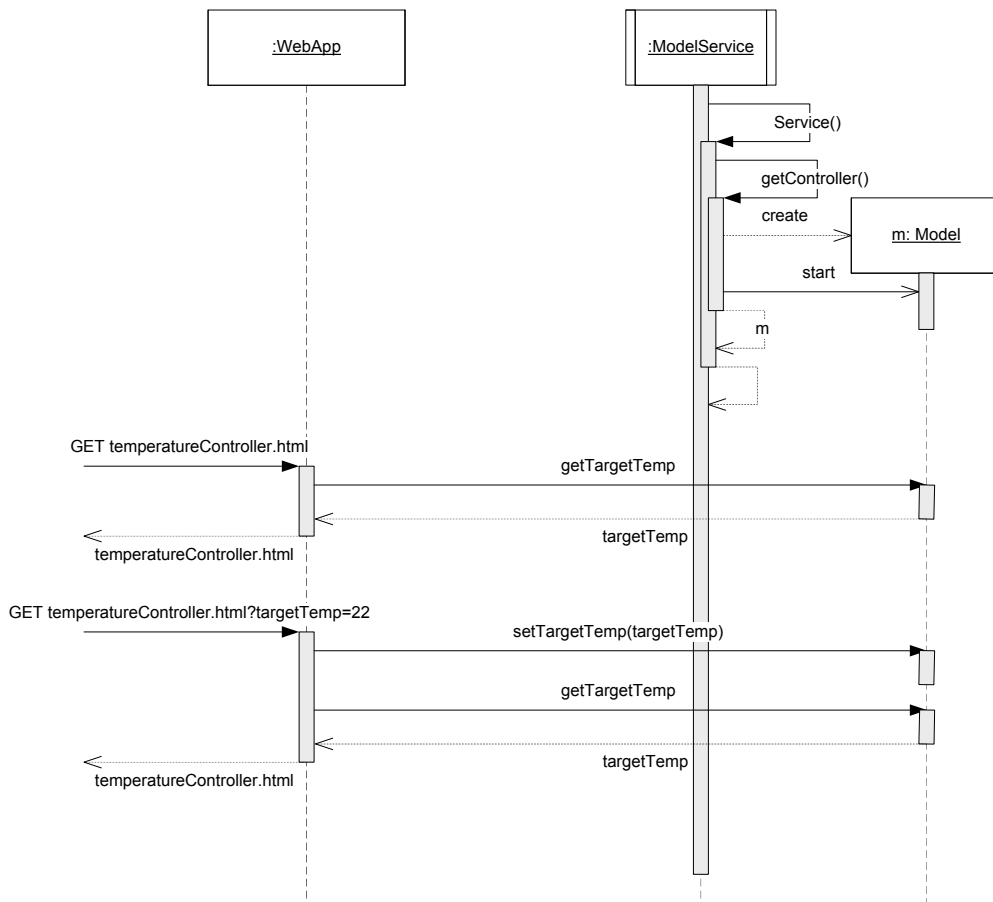 :WebApp
:ModelService
Service()
getController()
create
m: Model
start
m
GET temperatureController.html
getTargetTemp
targetTemp
temperatureController.html
GET temperatureController.html?targetTemp=22
setTargetTemp(targetTemp)
getTargetTemp
targetTemp
temperatureController.html